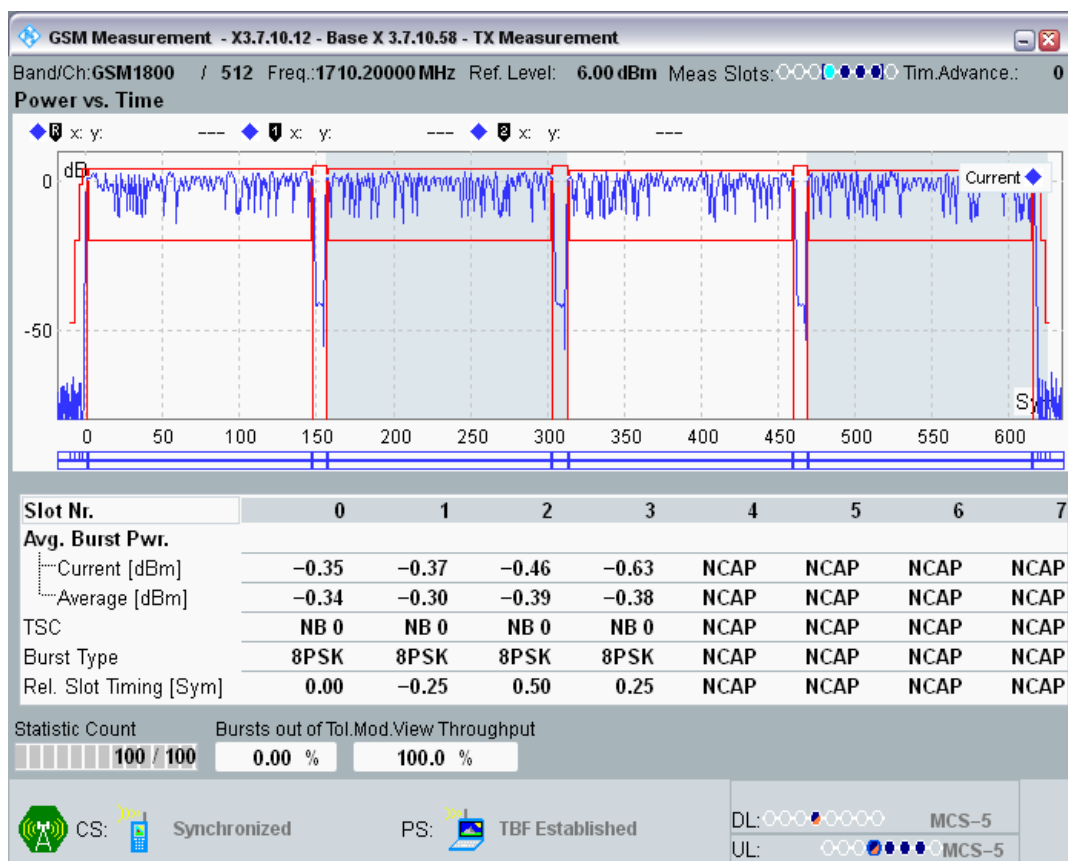 GSM Measurement - X3.7.10.12 - Base X 3.7.10.58 - TX Measurement
Band/Ch:GSM1800 / 512 Freq.:1710.20000 MHz Ref. Level: 6.00 dBm Meas Slots: Tim.Advance.: 0
Power vs. Time
R x: y: --- 1 x: y: --- 2 x: y: ---
dB
Current
0
-50
0 50 100 150 200 250 300 350 400 450 500 550 600
Slot Nr. 0 1 2 3 4 5 6 7
Avg. Burst Pwr.
Current [dBm] −0.35 −0.37 −0.46 −0.63 NCAP NCAP NCAP NCAP
Average [dBm] −0.34 −0.30 −0.39 −0.38 NCAP NCAP NCAP NCAP
TSC NB 0 NB 0 NB 0 NB 0 NCAP NCAP NCAP NCAP
Burst Type 8PSK 8PSK 8PSK 8PSK NCAP NCAP NCAP NCAP
Rel. Slot Timing [Sym] 0.00 −0.25 0.50 0.25 NCAP NCAP NCAP NCAP
Statistic Count Bursts out of Tol.Mod.View Throughput
100 / 100 0.00 % 100.0 %
CS: Synchronized PS: TBF Established
DL: MCS−5
UL: MCS−5